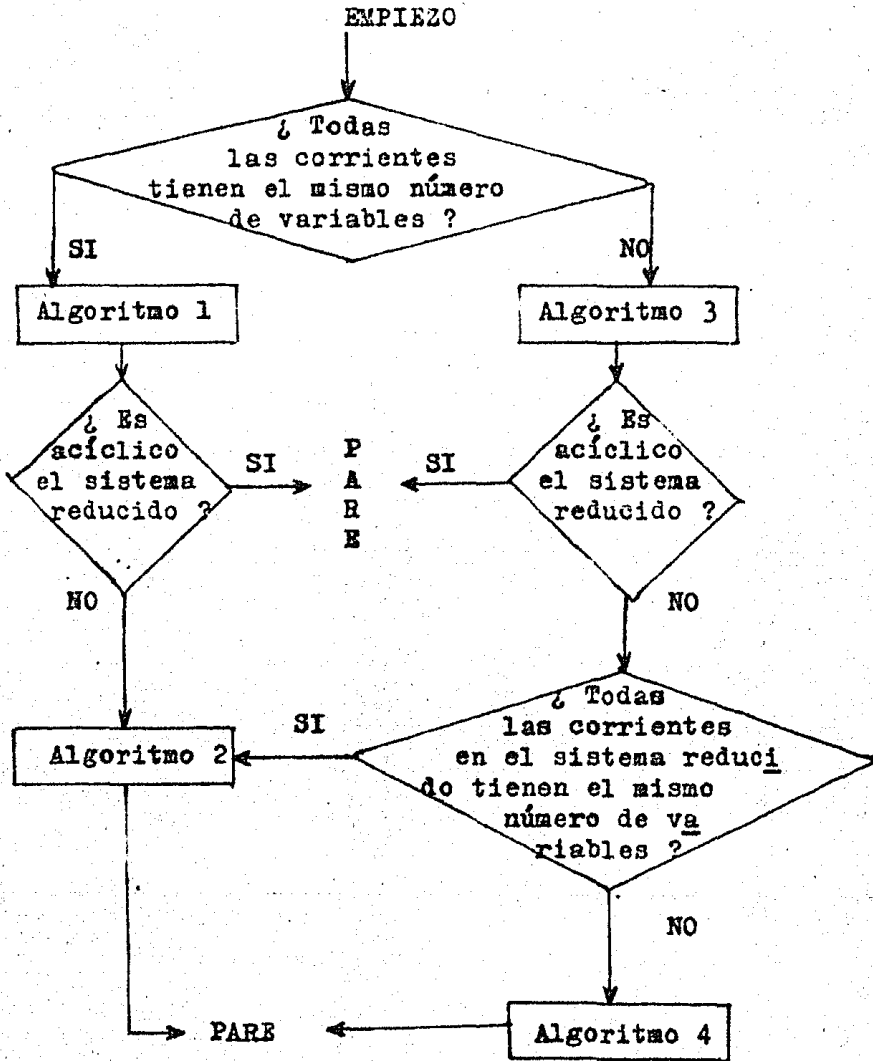 EMPIEZO
¿ Todas
las corrientes
tienen el mismo número
de variables ?
SI
NO
Algoritmo 1
Algoritmo 3
¿ Es
acíclico
el sistema
reducido ?
SI
P
A
R
E
SI
¿ Es
acíclico
el sistema
reducido ?
NO
NO
Algoritmo 2
SI
¿ Todas
las corrientes
en el sistema reduci
do tienen el mismo
número de va
riables ?
NO
PARE
Algoritmo 4